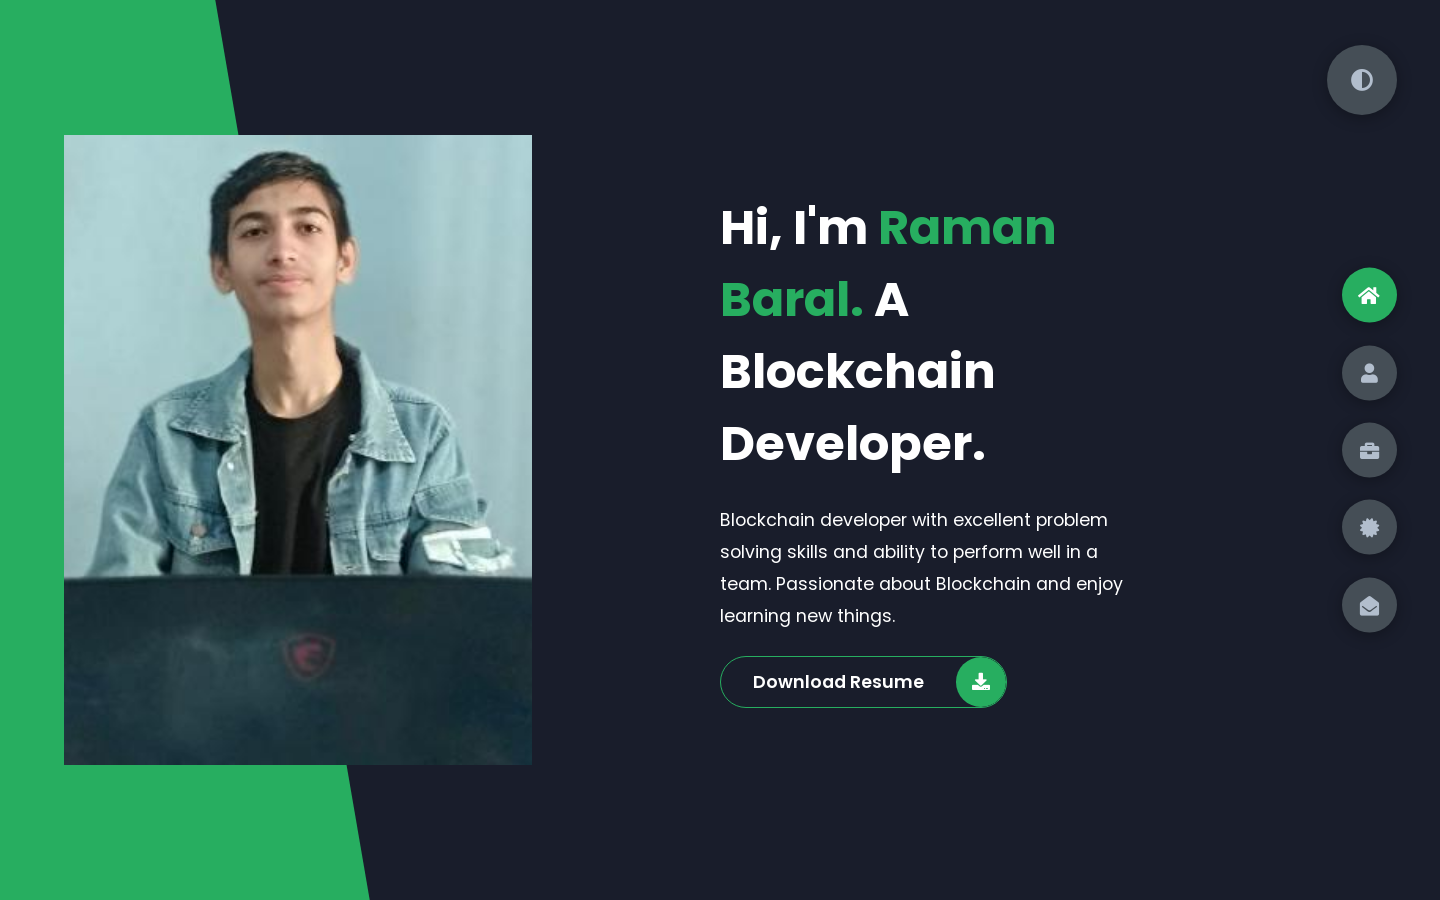 Hi, I'm Raman
Baral. A
Blockchain
Developer.
Blockchain developer with excellent problem
solving skills and ability to perform well in a
team. Passionate about Blockchain and enjoy
learning new things.
Download Resume